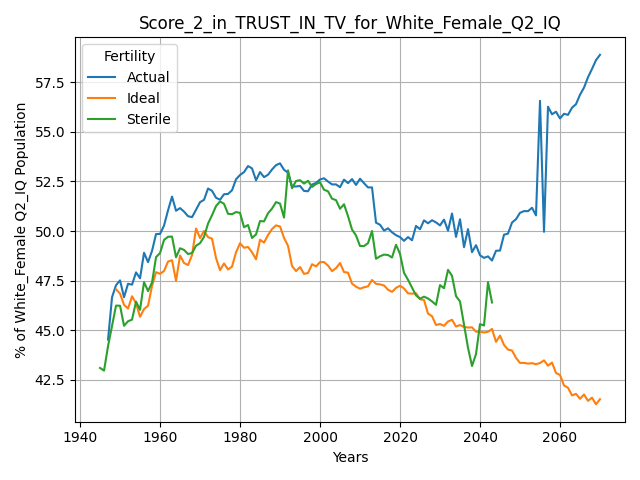 Score_2_in_TRUST_IN_TV_for_White_Female_Q2_IQ
Fertility
Actual
Ideal
Sterile
% of White_Female Q2_IQ Population
57.5
55.0
52.5
50.0
47.5
45.0
42.5
1940
1960
1980
2000
2020
2040
2060
Years